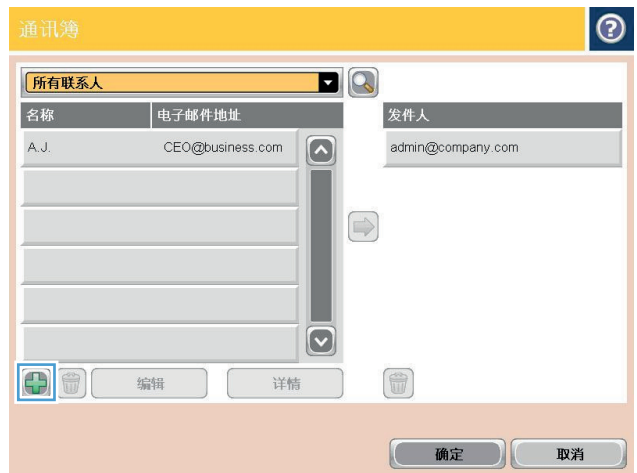 通讯簿
?
所有联系人
名称 电子邮件地址 发件人
A.J. CEO@business.com admin@company.com
编辑 详情
确定 取消